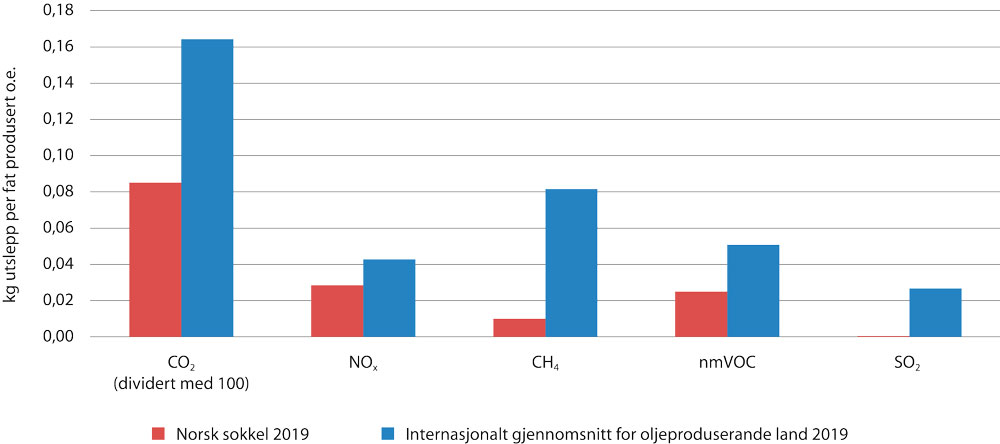 kg utslepp per fat produsert o.e.
0,18
0,16
0,14
0,12
0,10
0,08
0,06
0,04
0,02
0,00
CO₂
(dividert med 100)
NOₓ
CH₄
nmVOC
SO₂
Norsk sokkel 2019
Internasjonalt gjennomsnitt for oljeproduserande land 2019